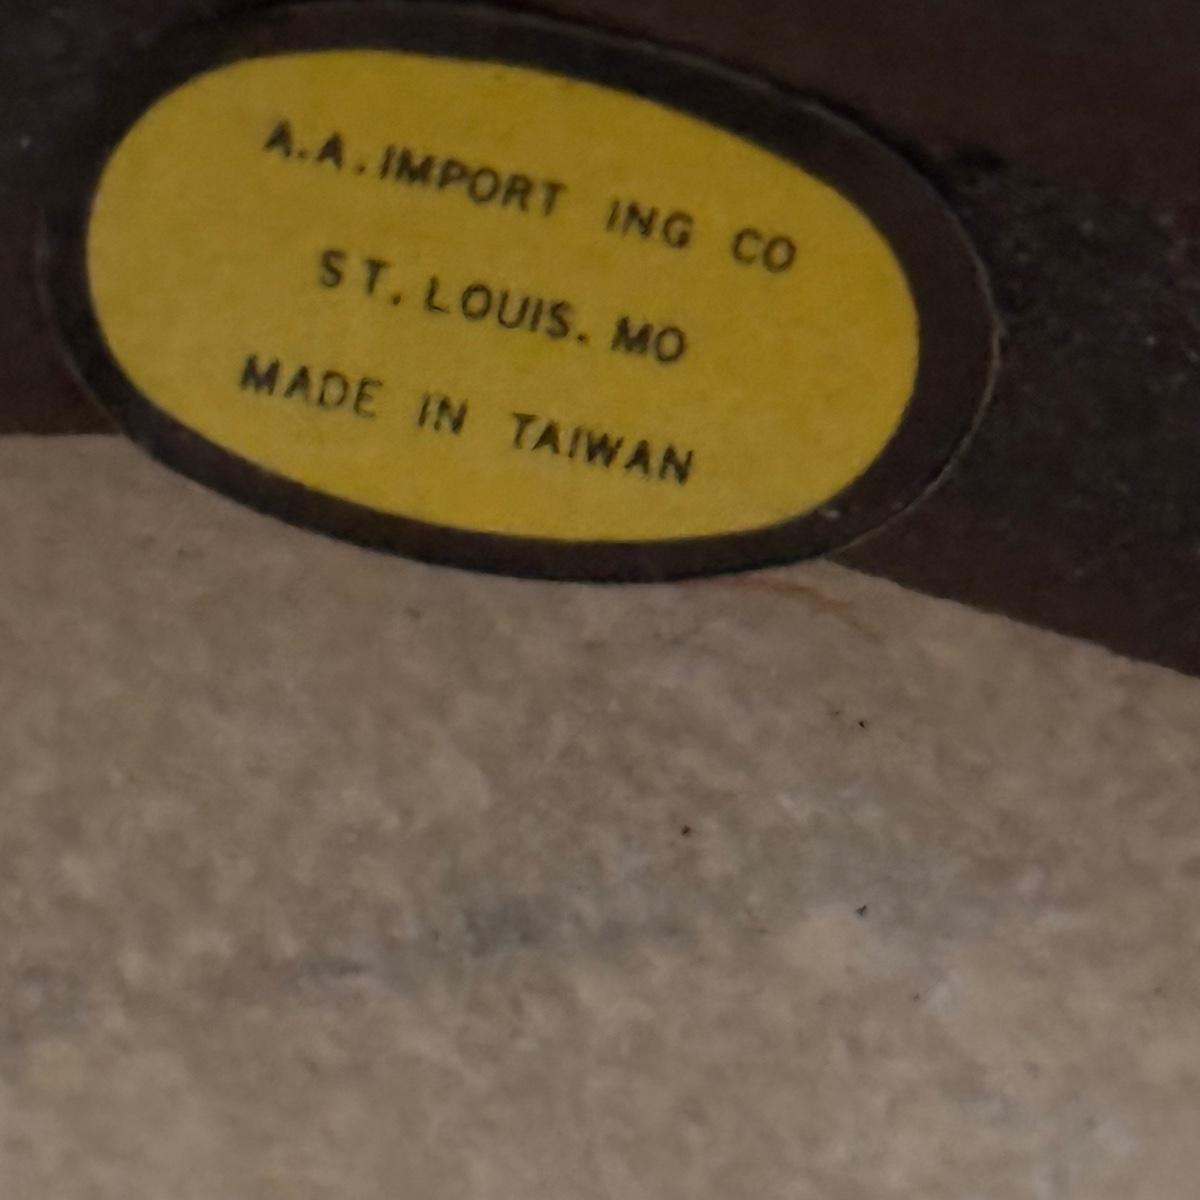 A.A.IMPORT ING CO
ST. LOUIS. MO
MADE IN TAIWAN